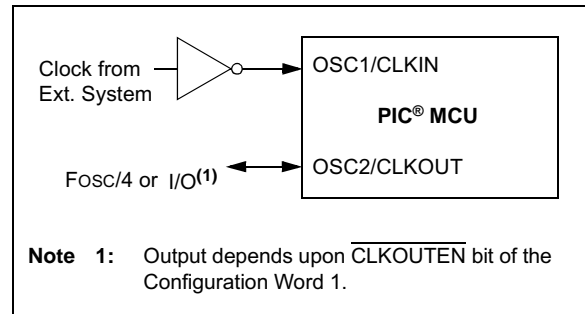 Clock from
Ext. System
OSC1/CLKIN
PIC® MCU
FOSC/4 or I/O(1)
OSC2/CLKOUT
Note 1: Output depends upon CLKOUTEN bit of the
Configuration Word 1.